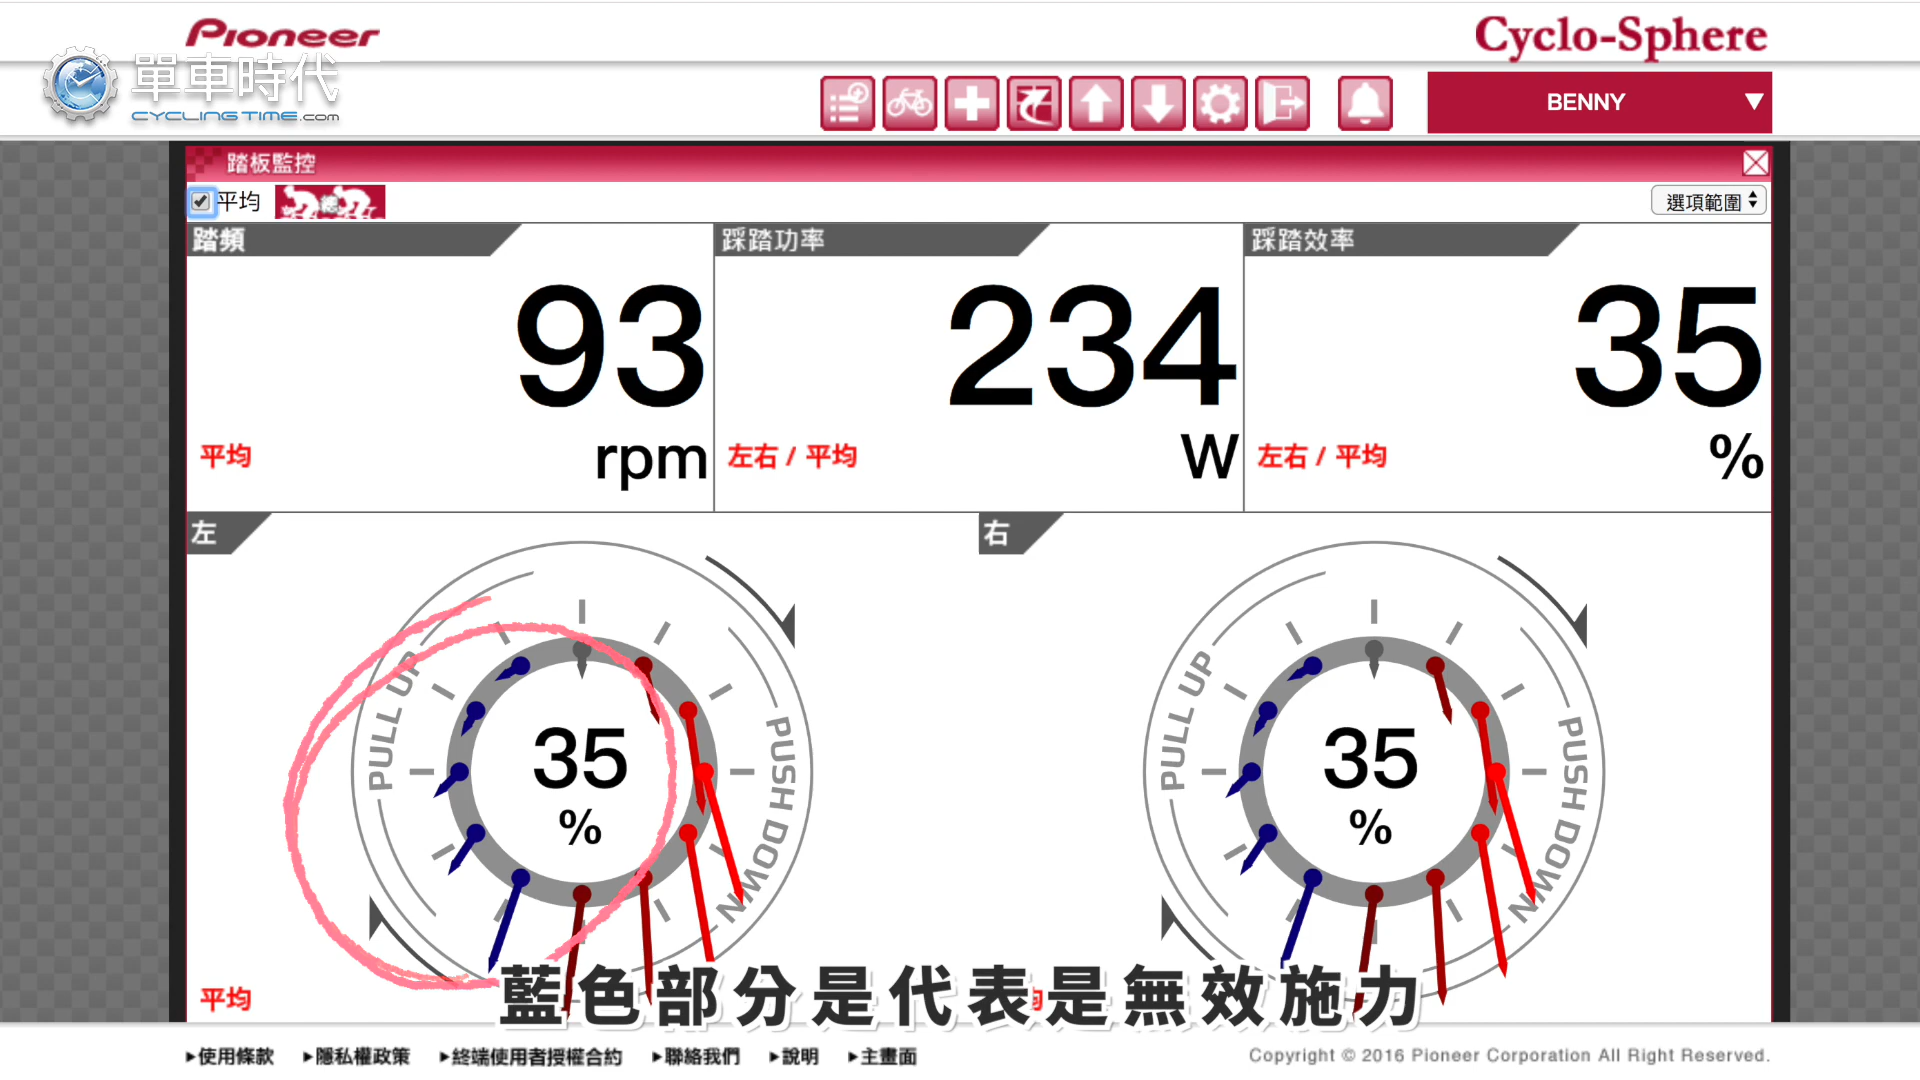 Pioneer
Cyclo-Sphere
單車時代
CYCLINGTIME.com
BENNY
踏板監控
平均
總
選項範圍
踏頻
踩踏功率
踩踏效率
93
234
35
平均
rpm
左右 / 平均
W
左右 / 平均
%
左
右
PULL UP
PUSH DOWN
35
%
PULL UP
PUSH DOWN
35
%
平均
均
藍色部分是代表是無效施力
▸使用條款 ▸隱私權政策 ▸終端使用者授權合約 ▸聯絡我們 ▸說明 ▸主畫面
Copyright © 2016 Pioneer Corporation All Right Reserved.